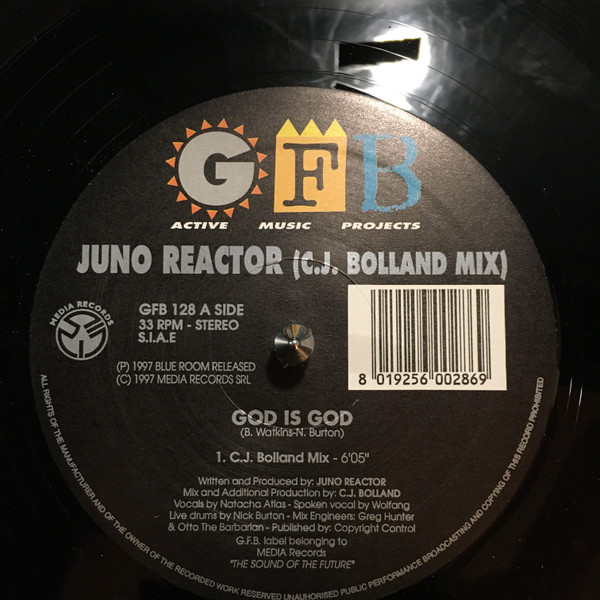 GFB
ACTIVE MUSIC PROJECTS
JUNO REACTOR (C.J. BOLLAND MIX)
MEDIA RECORDS
GFB 128 A SIDE
33 RPM - STEREO
S.I.A.E
(P) 1997 BLUE ROOM RELEASED
(C) 1997 MEDIA RECORDS SRL
8 019256 002869
GOD IS GOD
(B. Watkins-N. Burton)
1. C.J. Bolland Mix - 6'05"
Written and Produced by: JUNO REACTOR
Mix and Additional Production by: C.J. BOLLAND
Vocals by Natacha Atlas - Spoken vocal by Wolfang
Live drums by Nick Burton - Mix Engineers: Greg Hunter
& Otto The Barbarian - Published by: Copyright Control
G.F.B. label belonging to
MEDIA Records
"THE SOUND OF THE FUTURE"
ALL RIGHTS OF THE MANUFACTURER AND OF THE OWNER OF THE RECORDED WORK RESERVED UNAUHORISED PUBLIC PERFORMANCE BROADCASTING AND COPYING OF THIS RECORD PROHIBITED